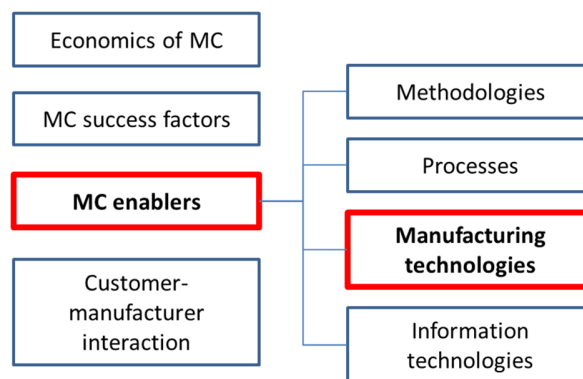 Economics of MC
MC success factors
MC enablers
Customer-
manufacturer
interaction
Methodologies
Processes
Manufacturing
technologies
Information
technologies